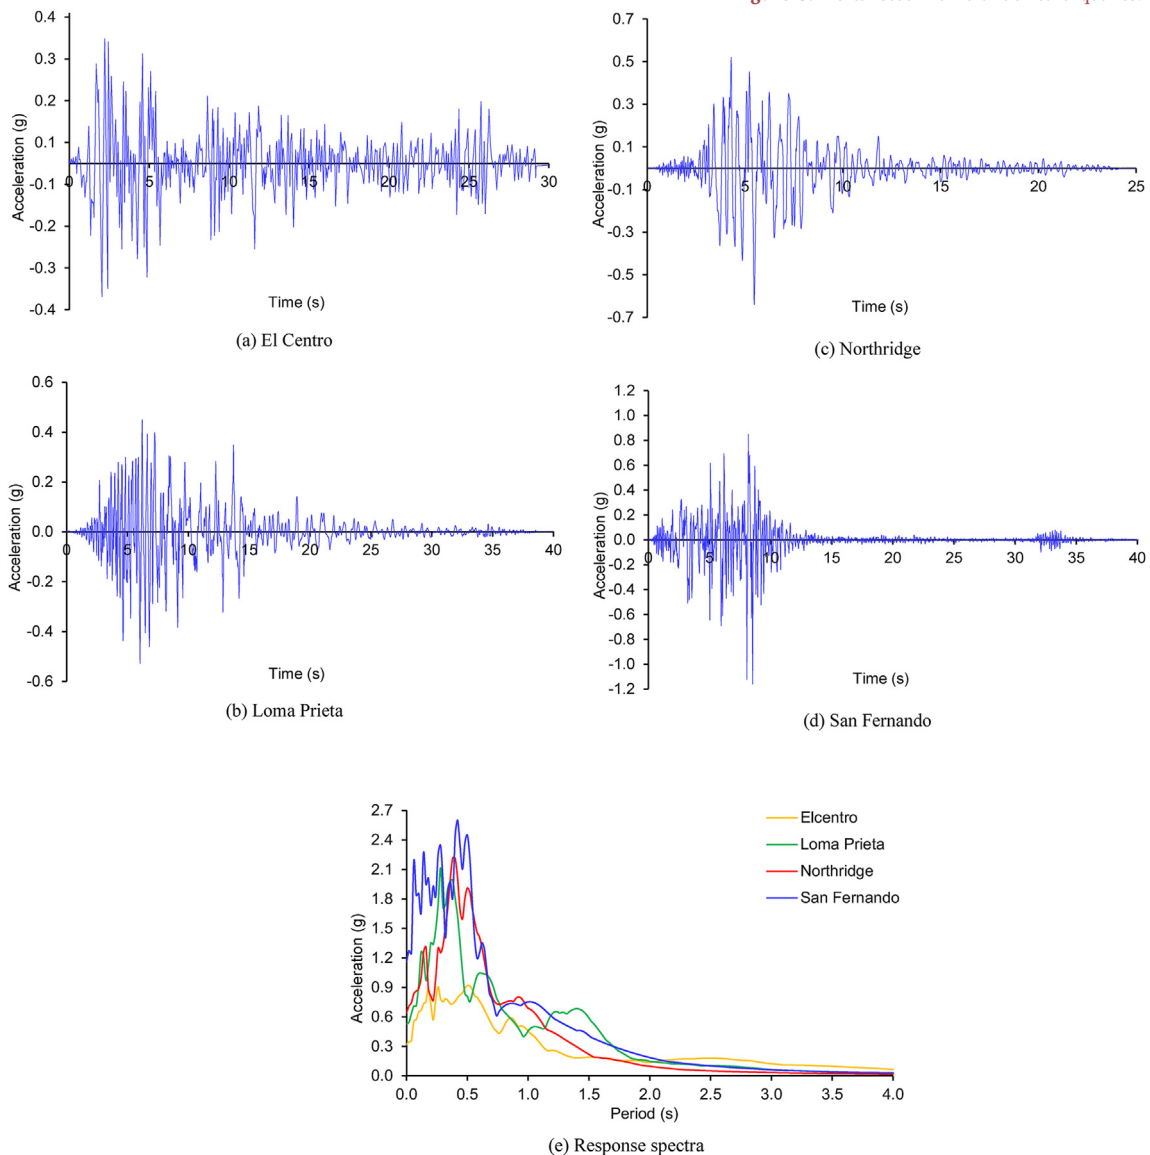 0.4
0.3
0.2
0.1
-0.1
-0.2
-0.3
-0.4
0 5 10 15 20 25 30
Acceleration (g)
Time (s)
(a) El Centro
0.7
0.5
0.3
0.1
-0.1
-0.3
-0.5
-0.7
0 5 10 15 20 25
Acceleration (g)
Time (s)
(c) Northridge
0.6
0.4
0.2
0.0
-0.2
-0.4
-0.6
0 5 10 15 20 25 30 35 40
Acceleration (g)
Time (s)
(b) Loma Prieta
1.2
1.0
0.8
0.6
0.4
0.2
0.0
-0.2
-0.4
-0.6
-0.8
-1.0
-1.2
0 5 10 15 20 25 30 35 40
Acceleration (g)
Time (s)
(d) San Fernando
2.7
2.4
2.1
1.8
1.5
1.2
0.9
0.6
0.3
0.0
0.0 0.5 1.0 1.5 2.0 2.5 3.0 3.5 4.0
Acceleration (g)
Period (s)
Elcentro
Loma Prieta
Northridge
San Fernando
(e) Response spectra